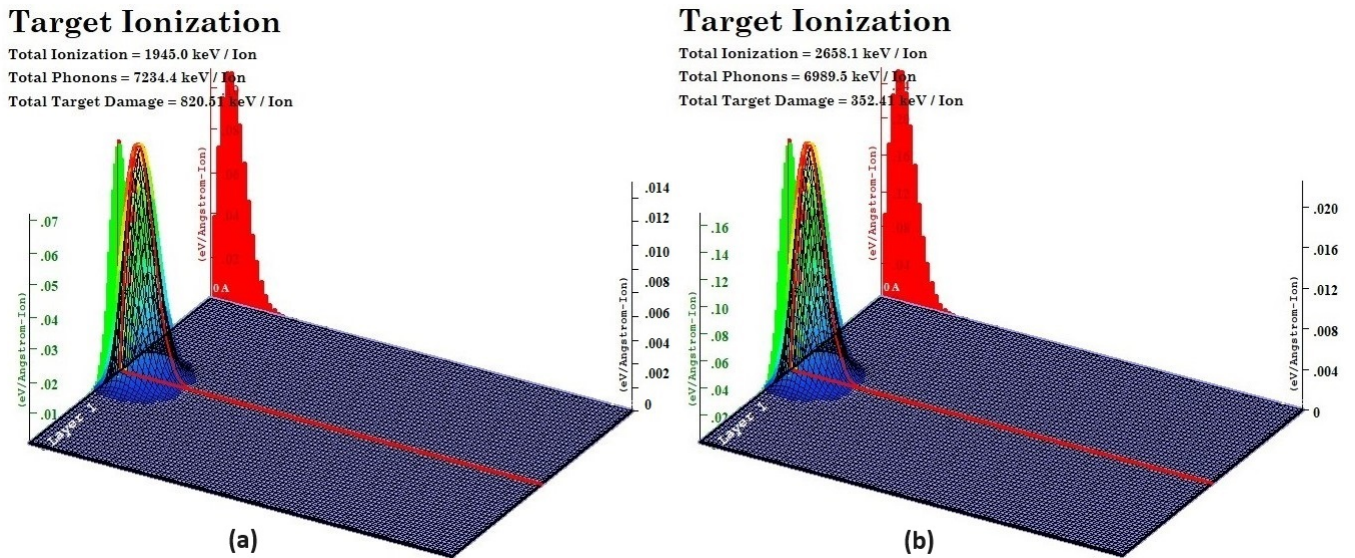 Target Ionization
Total Ionization = 1945.0 keV / Ion
Total Phonons = 7234.4 keV / Ion
Total Target Damage = 820.51 keV / Ion
(eV/Angstrom-Ion)
.07
.06
.05
.04
.03
.02
.01
(eV/Angstrom-Ion)
.08
.04
.02
0 A
Layer 1
(eV/Angstrom-Ion)
.014
.012
.010
.008
.006
.004
.002
0
(a)
Target Ionization
Total Ionization = 2658.1 keV / Ion
Total Phonons = 6989.5 keV / Ion
Total Target Damage = 352.41 keV / Ion
(eV/Angstrom-Ion)
.16
.14
.12
.10
.08
.06
.04
.02
(eV/Angstrom-Ion)
0 A
Layer 1
(eV/Angstrom-Ion)
.020
.016
.012
.008
.004
0
(b)